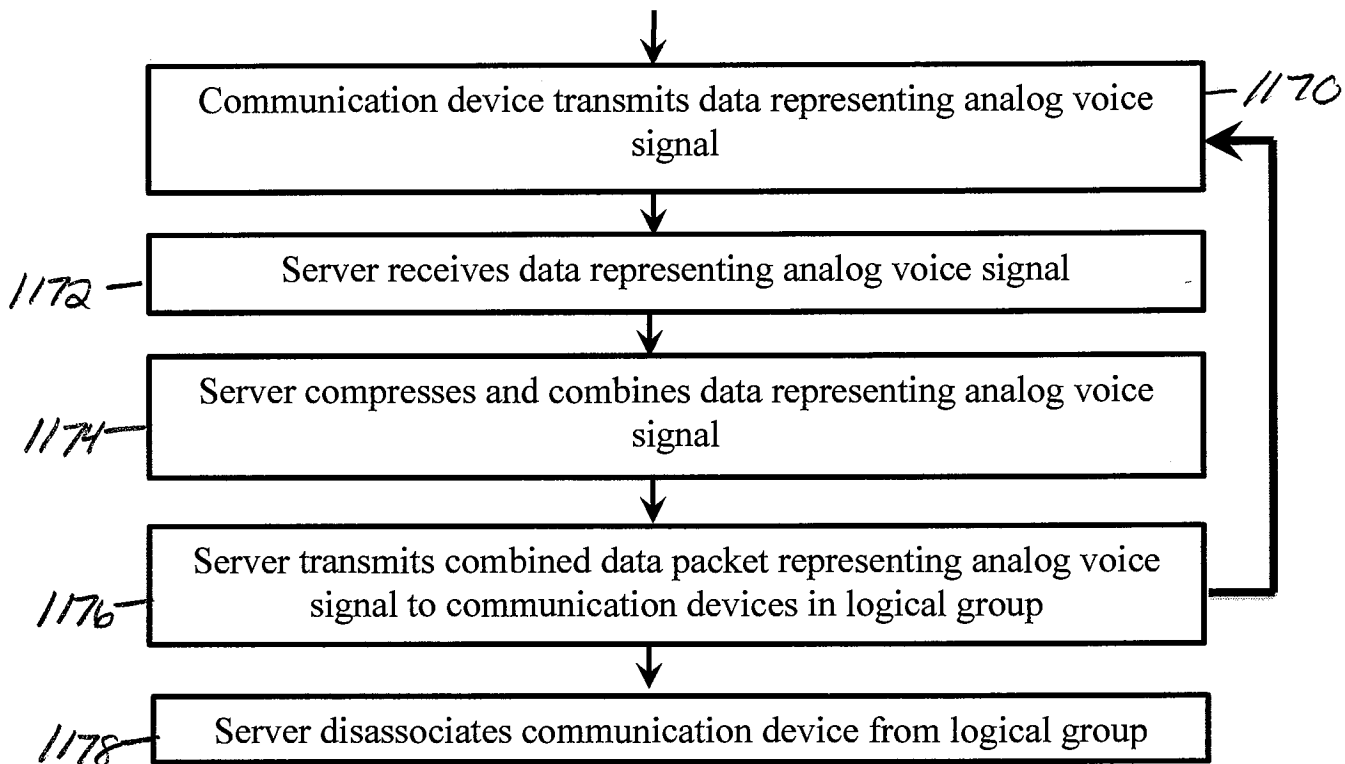 Communication device transmits data representing analog voice
signal
1170
Server receives data representing analog voice signal
1172
Server compresses and combines data representing analog voice
signal
1174
Server transmits combined data packet representing analog voice
signal to communication devices in logical group
1176
Server disassociates communication device from logical group
1178